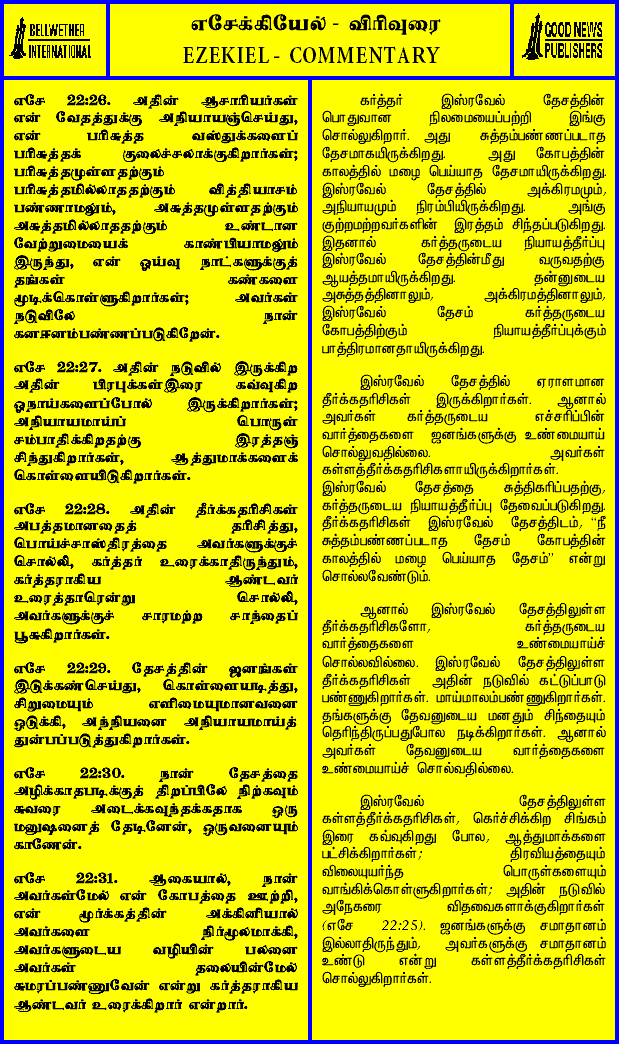 BELLWETHER
INTERNATIONAL
எசேக்கியேல் - விரிவுரை
EZEKIEL - COMMENTARY
GOOD NEWS
PUBLISHERS
எசே 22:26. அதின் ஆசாரியர்கள்
என் வேதத்துக்கு அநியாயஞ்செய்து,
என் பரிசுத்த வஸ்துக்களைப்
பரிசுத்தக் குலைச்சலாக்குகிறார்கள்;
பரிசுத்தமுள்ளதற்கும்
பரிசுத்தமில்லாததற்கும் வித்தியாசம்
பண்ணாமலும், அசுத்தமுள்ளதற்கும்
அசுத்தமில்லாததற்கும் உண்டான
வேற்றுமையைக் காண்பியாமலும்
இருந்து, என் ஓய்வு நாட்களுக்குத்
தங்கள் கண்களை
மூடிக்கொள்ளுகிறார்கள்; அவர்கள்
நடுவிலே நான்
கனஈனம்பண்ணப்படுகிறேன்.
எசே 22:27. அதின் நடுவில் இருக்கிற
அதின் பிரபுக்கள்இரை கவ்வுகிற
ஓநாய்களைப்போல் இருக்கிறார்கள்;
அநியாயமாய்ப் பொருள்
சம்பாதிக்கிறதற்கு இரத்தஞ்
சிந்துகிறார்கள், ஆத்துமாக்களைக்
கொள்ளையிடுகிறார்கள்.
எசே 22:28. அதின் தீர்க்கதரிசிகள்
அபத்தமானதைத் தரிசித்து,
பொய்ச்சாஸ்திரத்தை அவர்களுக்குச்
சொல்லி, கர்த்தர் உரைக்காதிருந்தும்,
கர்த்தராகிய ஆண்டவர்
உரைத்தாரென்று சொல்லி,
அவர்களுக்குச் சாரமற்ற சாந்தைப்
பூசுகிறார்கள்.
எசே 22:29. தேசத்தின் ஜனங்கள்
இடுக்கண்செய்து, கொள்ளையடித்து,
சிறுமையும் எளிமையுமானவனை
ஒடுக்கி, அந்நியனை அநியாயமாய்த்
துன்பப்படுத்துகிறார்கள்.
எசே 22:30. நான் தேசத்தை
அழிக்காதபடிக்குத் திறப்பிலே நிற்கவும்
சுவரை அடைக்கவுந்தக்கதாக ஒரு
மனுஷனைத் தேடினேன், ஒருவனையும்
காணேன்.
எசே 22:31. ஆகையால், நான்
அவர்கள்மேல் என் கோபத்தை ஊற்றி,
என் மூர்க்கத்தின் அக்கினியால்
அவர்களை நிர்மூலமாக்கி,
அவர்களுடைய வழியின் பலனை
அவர்கள் தலையின்மேல்
சுமரப்பண்ணுவேன் என்று கர்த்தராகிய
ஆண்டவர் உரைக்கிறார் என்றார்.
கர்த்தர் இஸ்ரவேல் தேசத்தின்
பொதுவான நிலமையைப்பற்றி இங்கு
சொல்லுகிறார். அது சுத்தம்பண்ணப்படாத
தேசமாகயிருக்கிறது. அது கோபத்தின்
காலத்தில் மழை பெய்யாத தேசமாயிருக்கிறது.
இஸ்ரவேல் தேசத்தில் அக்கிரமமும்,
அநியாயமும் நிரம்பியிருக்கிறது. அங்கு
குற்றமற்றவர்களின் இரத்தம் சிந்தப்படுகிறது.
இதனால் கர்த்தருடைய நியாயத்தீர்ப்பு
இஸ்ரவேல் தேசத்தின்மீது வருவதற்கு
ஆயத்தமாயிருக்கிறது. தன்னுடைய
அசுத்தத்தினாலும், அக்கிரமத்தினாலும்,
இஸ்ரவேல் தேசம் கர்த்தருடைய
கோபத்திற்கும் நியாயத்தீர்ப்புக்கும்
பாத்திரமானதாயிருக்கிறது.
இஸ்ரவேல் தேசத்தில் ஏராளமான
தீர்க்கதரிசிகள் இருக்கிறார்கள். ஆனால்
அவர்கள் கர்த்தருடைய எச்சரிப்பின்
வார்த்தைகளை ஜனங்களுக்கு உண்மையாய்
சொல்லுவதில்லை. அவர்கள்
கள்ளத்தீர்க்கதரிசிகளாயிருக்கிறார்கள்.
இஸ்ரவேல் தேசத்தை சுத்திகரிப்பதற்கு,
கர்த்தருடைய நியாயத்தீர்ப்பு தேவைப்படுகிறது.
தீர்க்கதரிசிகள் இஸ்ரவேல் தேசத்திடம், “நீ
சுத்தம்பண்ணப்படாத தேசம் கோபத்தின்
காலத்தில் மழை பெய்யாத தேசம்” என்று
சொல்லவேண்டும்.
ஆனால் இஸ்ரவேல் தேசத்திலுள்ள
தீர்க்கதரிசிகளோ, கர்த்தருடைய
வார்த்தைகளை உண்மையாய்ச்
சொல்லவில்லை. இஸ்ரவேல் தேசத்திலுள்ள
தீர்க்கதரிசிகள் அதின் நடுவில் கட்டுப்பாடு
பண்ணுகிறார்கள். மாய்மாலம்பண்ணுகிறார்கள்.
தங்களுக்கு தேவனுடைய மனதும் சிந்தையும்
தெரிந்திருப்பதுபோல நடிக்கிறார்கள். ஆனால்
அவர்கள் தேவனுடைய வார்த்தைகளை
உண்மையாய்ச் சொல்வதில்லை.
இஸ்ரவேல் தேசத்திலுள்ள
கள்ளத்தீர்க்கதரிசிகள், கெர்ச்சிக்கிற சிங்கம்
இரை கவ்வுகிறது போல, ஆத்துமாக்களை
பட்சிக்கிறார்கள்; திரவியத்தையும்
விலையுயர்ந்த பொருள்களையும்
வாங்கிக்கொள்ளுகிறார்கள்; அதின் நடுவில்
அநேகரை விதவைகளாக்குகிறார்கள்
(எசே 22:25). ஜனங்களுக்கு சமாதானம்
இல்லாதிருந்தும், அவர்களுக்கு சமாதானம்
உண்டு என்று கள்ளத்தீர்க்கதரிசிகள்
சொல்லுகிறார்கள்.